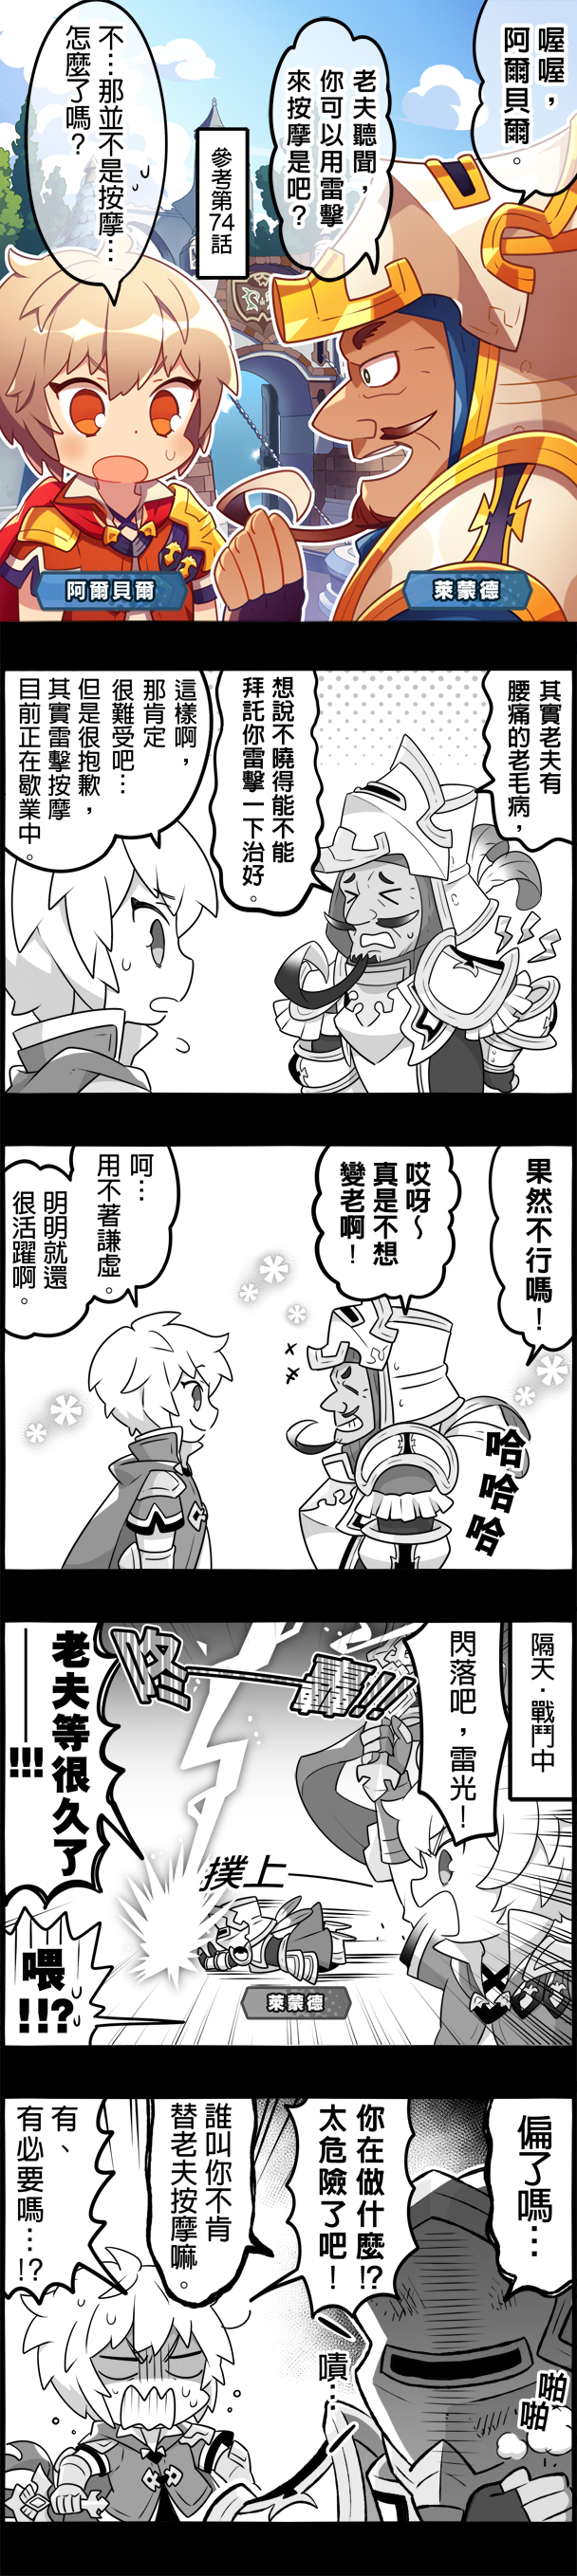 喔喔，
阿爾貝爾。
老夫聽聞，
你可以用雷擊
來按摩是吧？
參考第74話
不…那並不是按摩…
怎麼了嗎？
阿爾貝爾
萊蒙德
其實老夫有
腰痛的老毛病，
想說不曉得能不能
拜託你雷擊一下治好。
這樣啊，
那肯定
很難受吧…
但是很抱歉，
其實雷擊按摩
目前正在歇業中。
果然不行嗎！
哎呀～
真是不想
變老啊！
哈哈哈
呵…
用不著謙虛。
明明就還
很活躍啊。
隔天．戰鬥中
閃落吧，雷光！
咚——轟!!
撲上—
老夫等很久了
——!!!
萊蒙德
喂!!?
偏了嗎…
你在做什麼!?
太危險了吧！
啪啪
嘖…
誰叫你不肯
替老夫按摩嘛。
有、
有必要嗎…!?